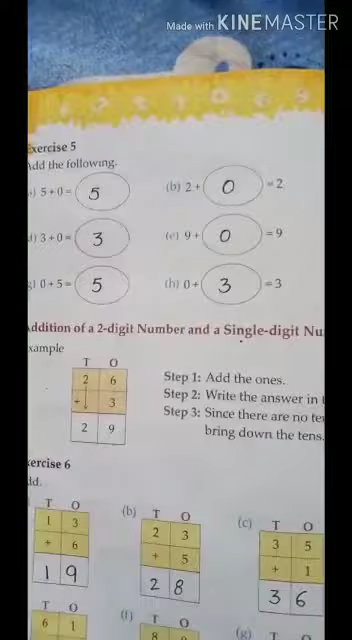 Made with KINEMASTER
Exercise 5
Add the following.
) 5 + 0 = 5 (b) 2 + 0 = 2
d) 3 + 0 = 3 (e) 9 + 0 = 9
g) 0 + 5 = 5 (h) 0 + 3 = 3
Addition of a 2-digit Number and a Single-digit Nu
xample
T O
2 6
+ 3
2 9
Step 1: Add the ones.
Step 2: Write the answer in t
Step 3: Since there are no te
bring down the tens.
xercise 6
dd.
T O
1 3
+ 6
1 9
(b) T O
2 3
+ 5
2 8
(c) T O
3 5
+ 1
3 6
T O
6 1
(f) T O
8
(g) T O